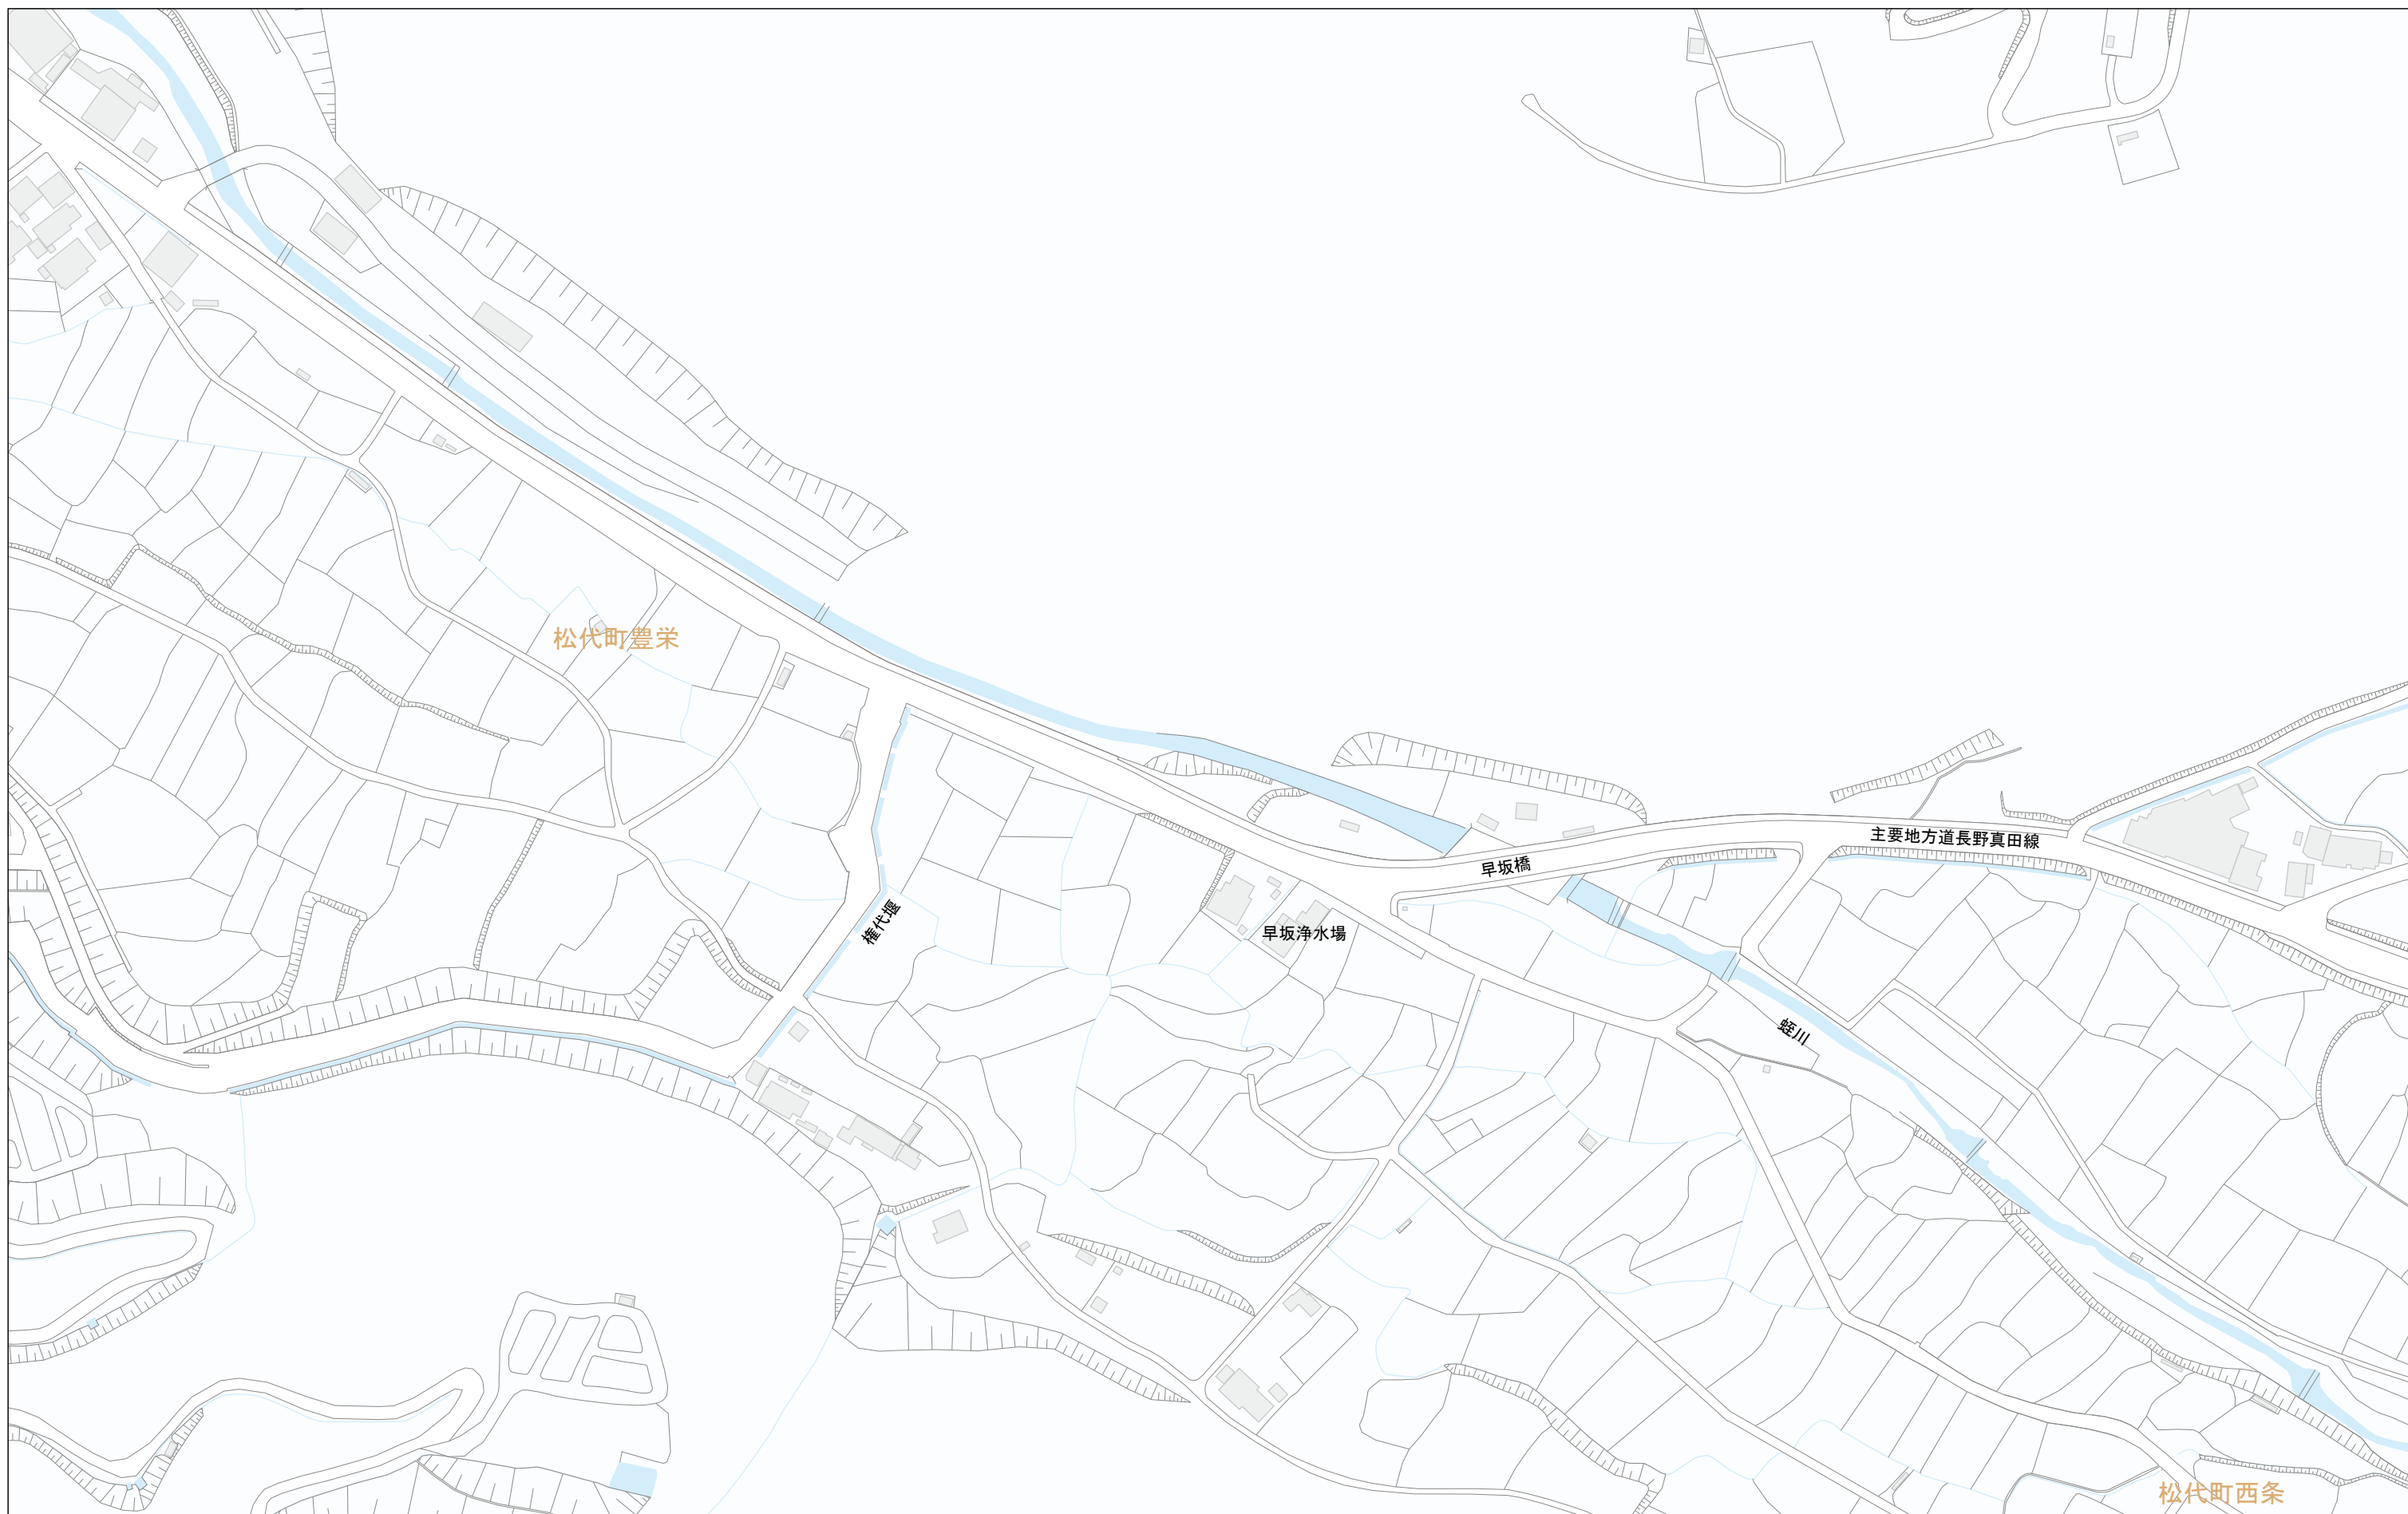 松代町豊栄
主要地方道長野真田線
早坂橋
権代堰
早坂浄水場
蛭川
松代町西条